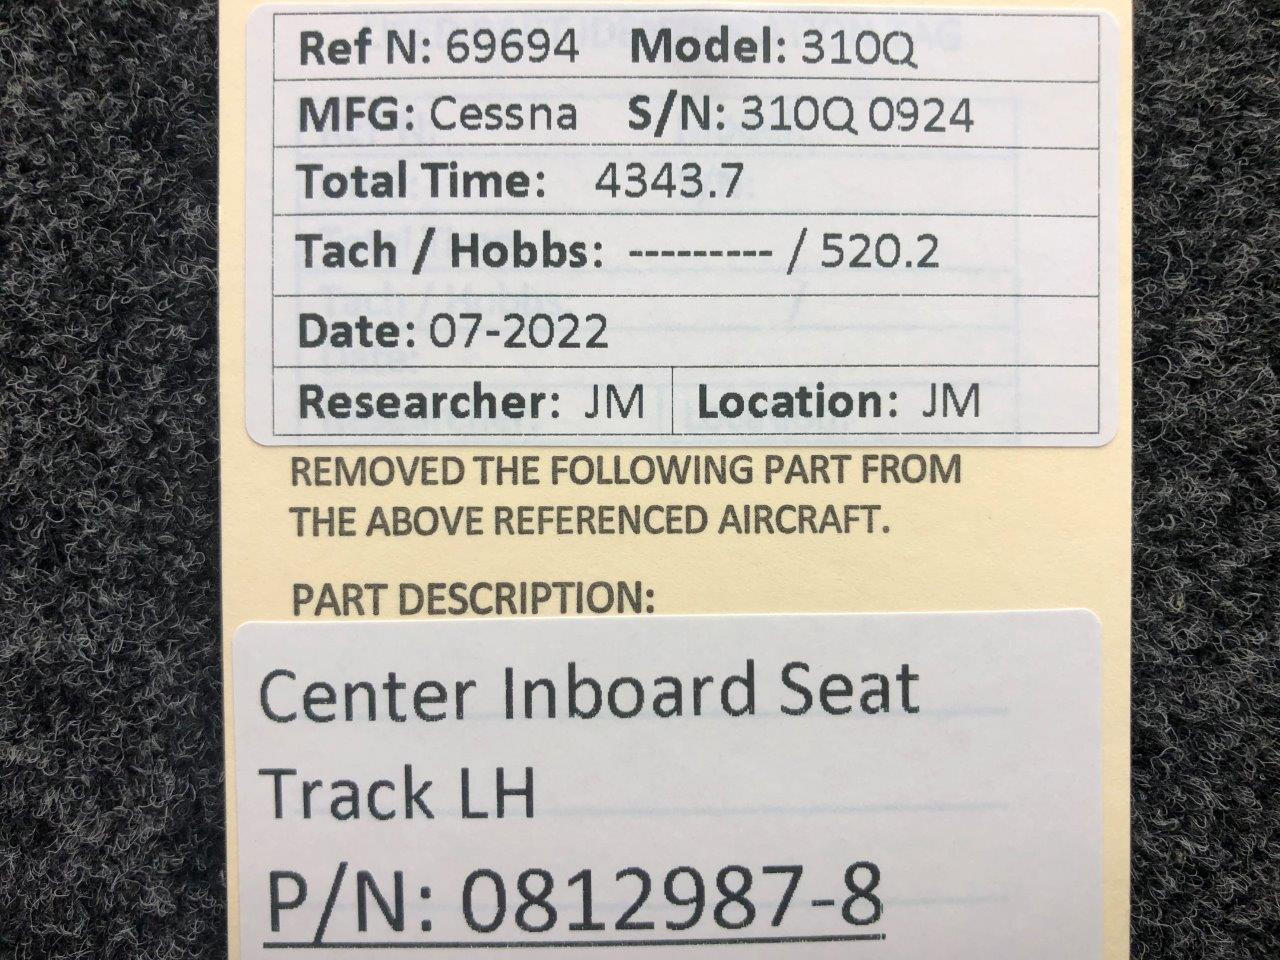 Ref N: 69694 Model: 310Q
MFG: Cessna S/N: 310Q 0924
Total Time: 4343.7
Tach / Hobbs: --------- / 520.2
Date: 07-2022
Researcher: JM Location: JM
REMOVED THE FOLLOWING PART FROM
THE ABOVE REFERENCED AIRCRAFT.
PART DESCRIPTION:
Center Inboard Seat
Track LH
P/N: 0812987-8